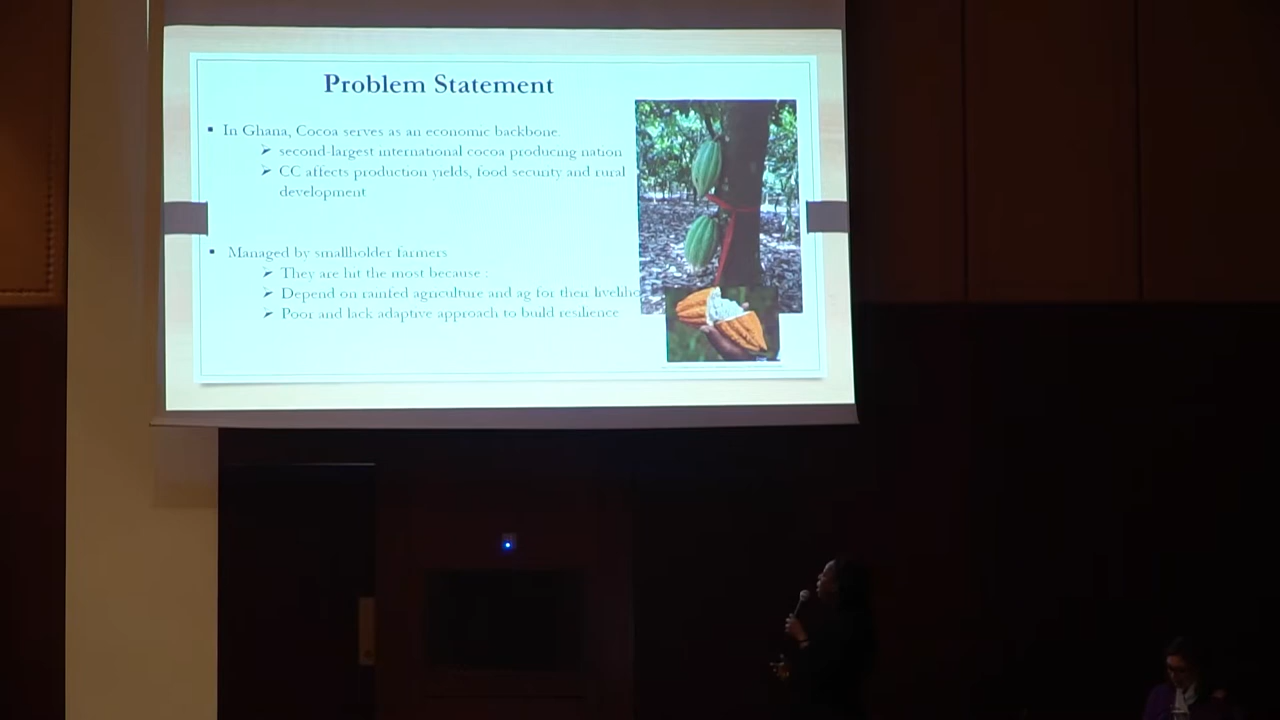 Problem Statement
In Ghana, Cocoa serves as an economic backbone.
second-largest international cocoa producing nation
CC affects production yields, food security and rural
development
Managed by smallholder farmers
They are hit the most because :
Depend on rainfed agriculture and ag for their liveliho
Poor and lack adaptive approach to build resilience